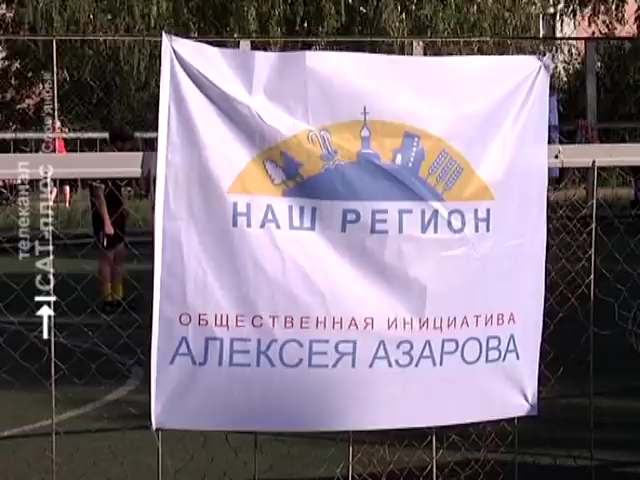 НАШ РЕГИОН
ОБЩЕСТВЕННАЯ ИНИЦИАТИВА
АЛЕКСЕЯ АЗАРОВА
телеканал
САТ-плюс